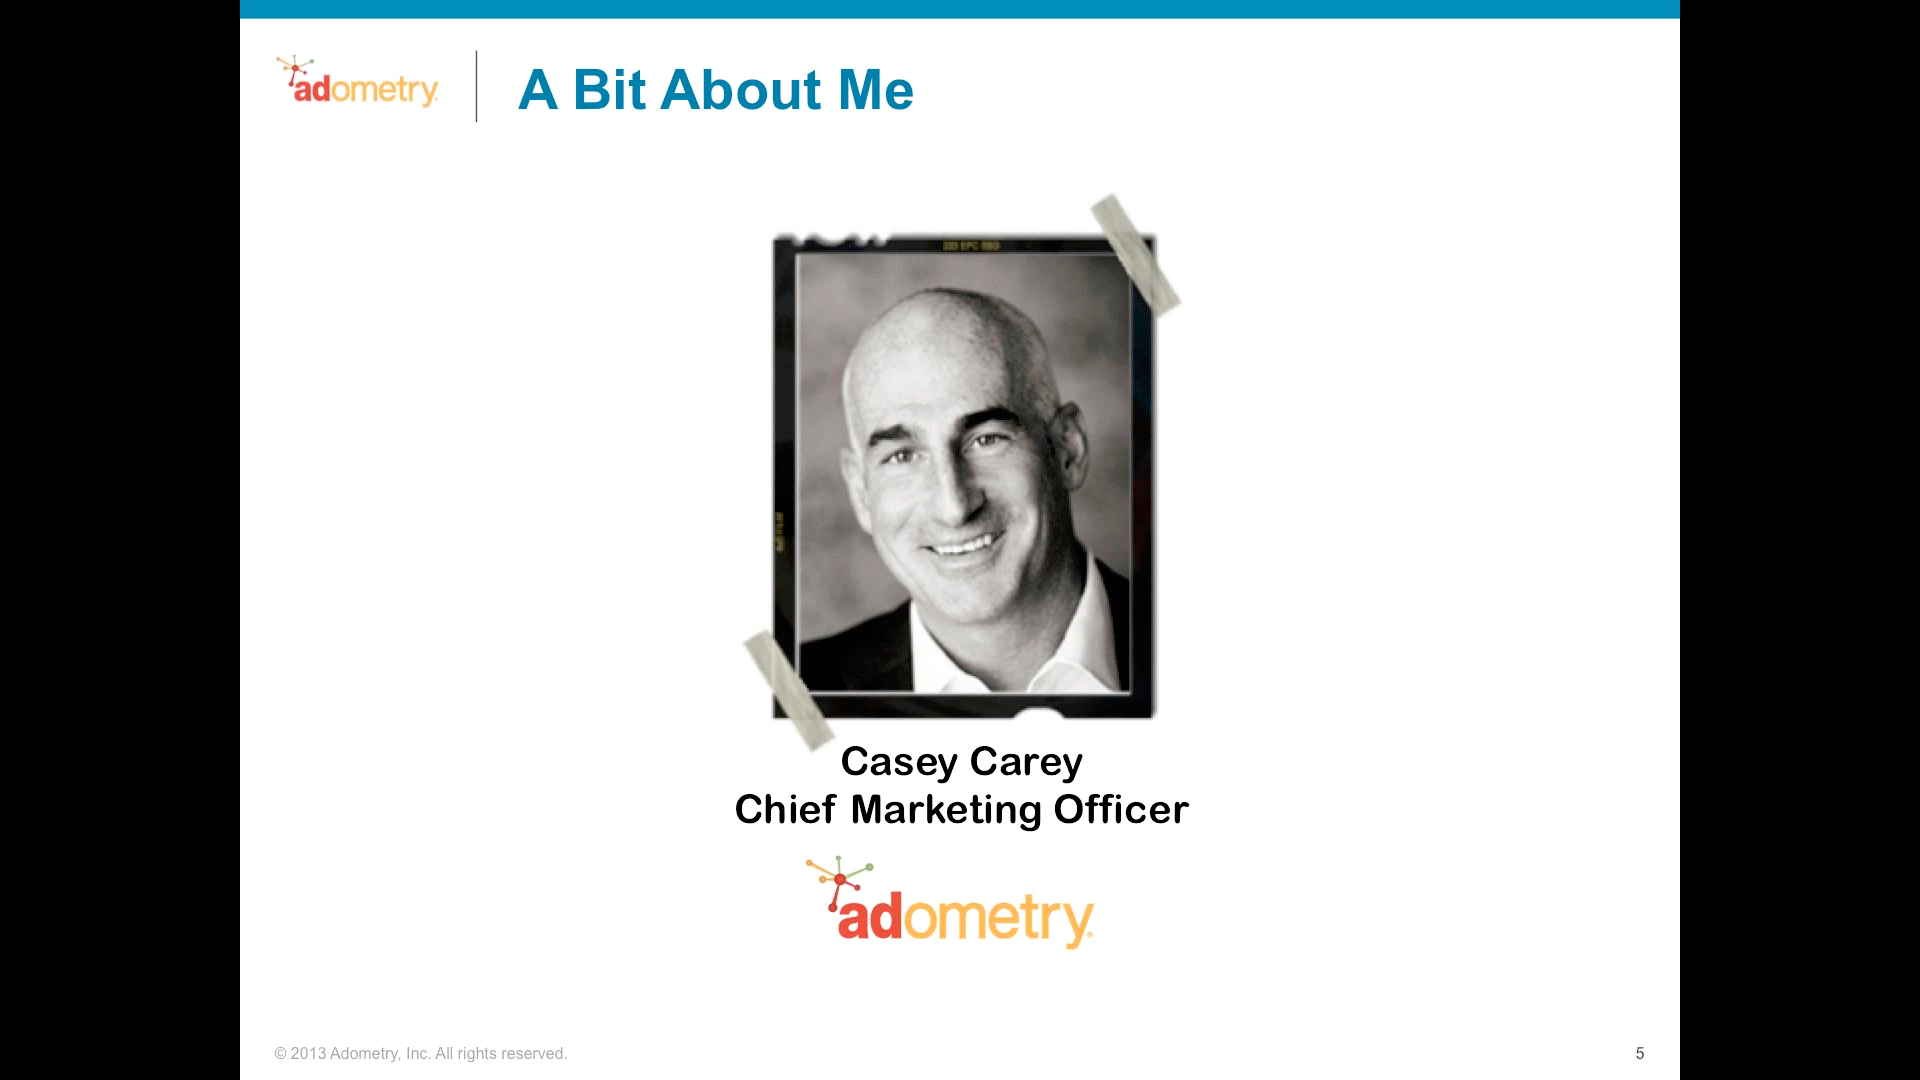 adometry
A Bit About Me
Casey Carey
Chief Marketing Officer
adometry
© 2013 Adometry, Inc. All rights reserved.
5